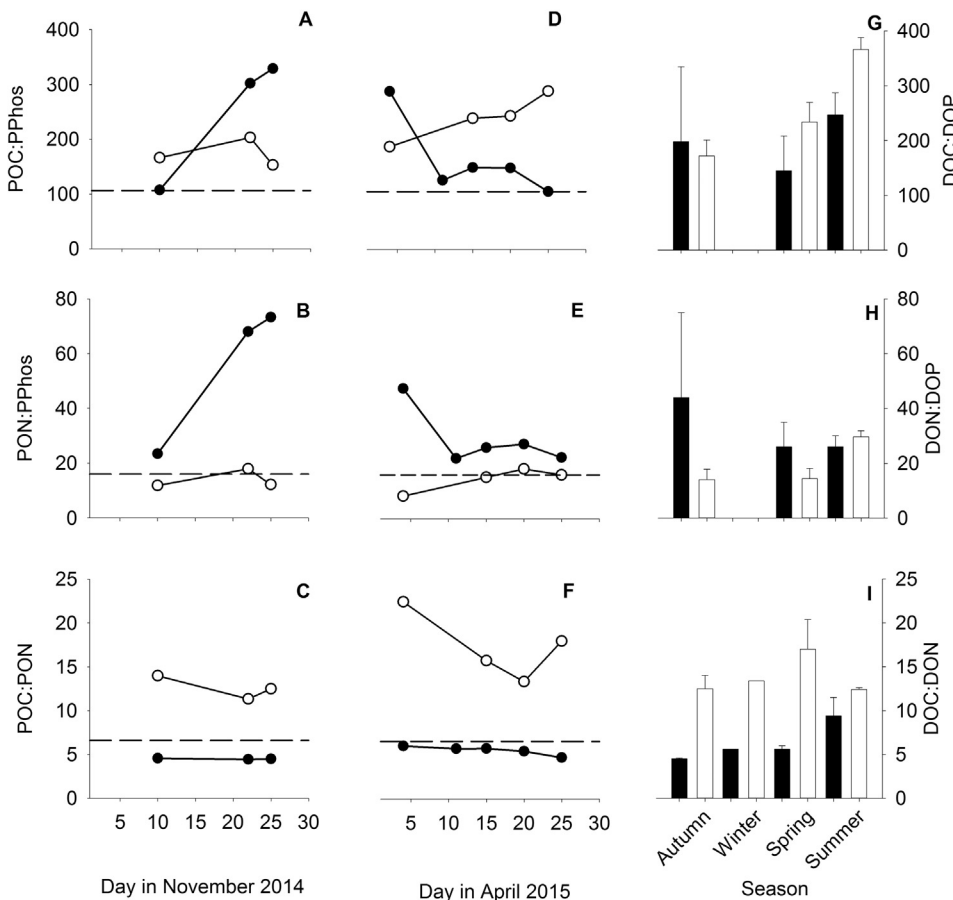 A
D
G
400
300
200
100
0
POC:PPhos
400
300
200
100
0
DOC:DOP
B
E
H
80
60
40
20
0
PON:PPhos
80
60
40
20
0
DON:DOP
C
F
I
25
20
15
10
5
0
POC:PON
25
20
15
10
5
0
DOC:DON
5 10 15 20 25 30
5 10 15 20 25 30
Autumn Winter Spring Summer
Day in November 2014
Day in April 2015
Season